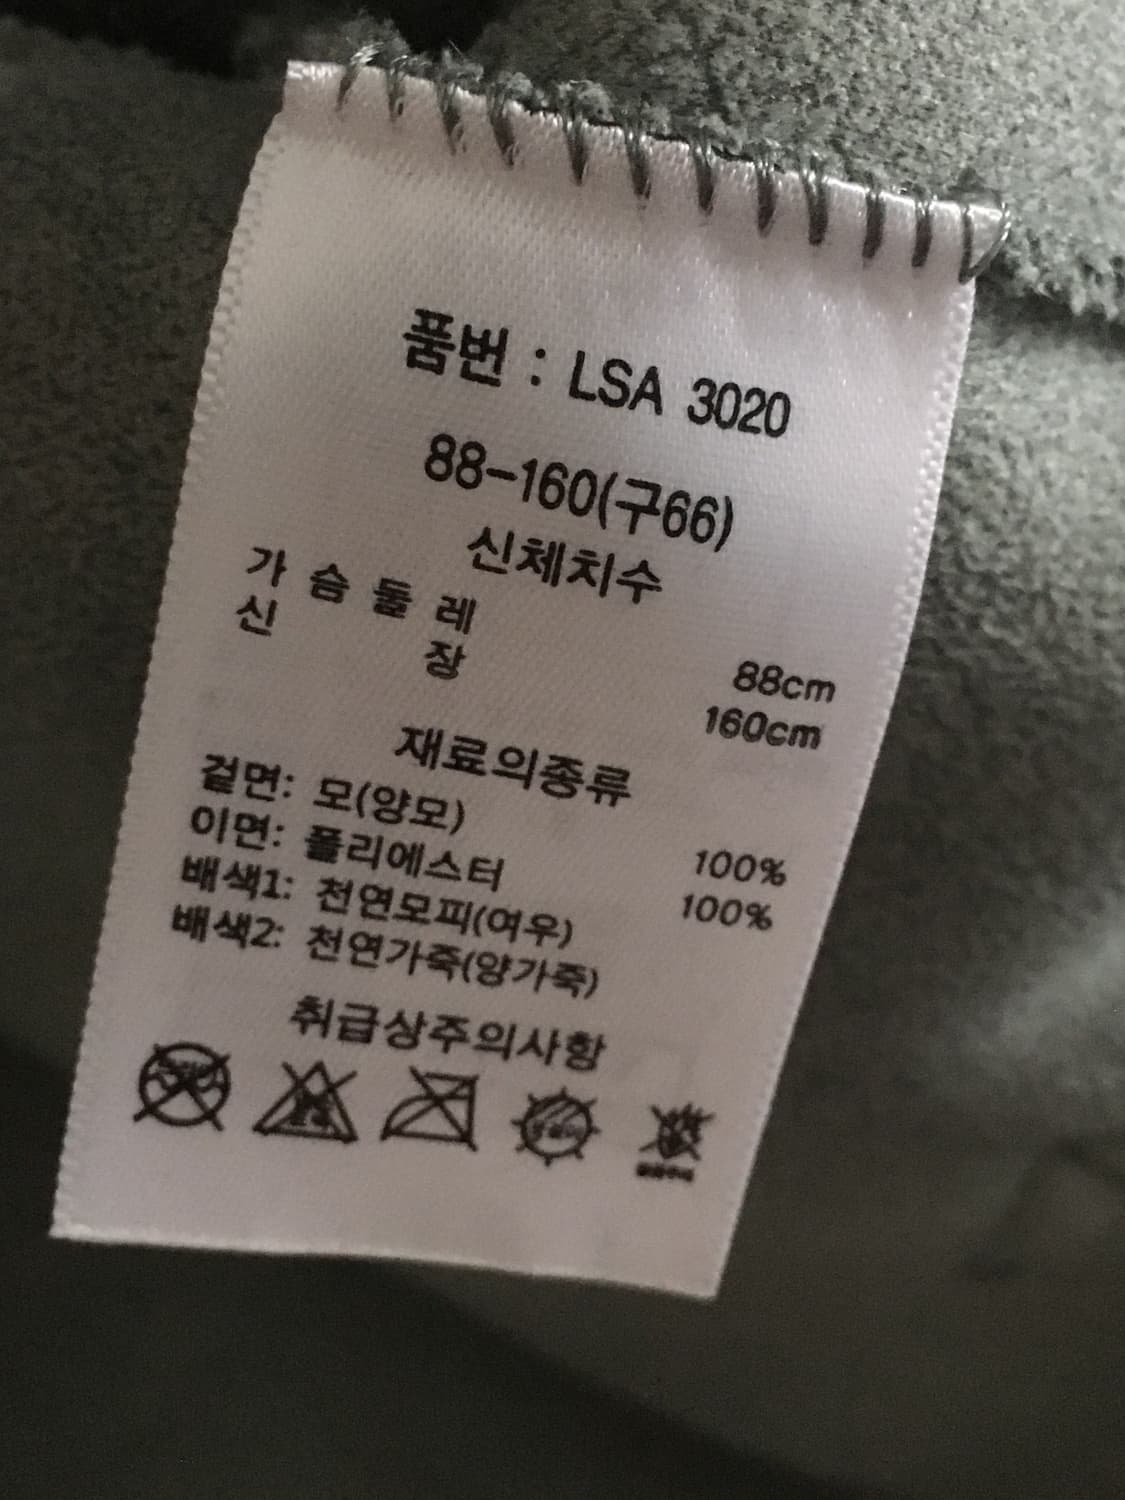 품번 : LSA 3020
88-160(구66)
신체치수
가 슴 둘 레 88cm
신 장 160cm
재료의종류
겉면: 모(양모) 100%
이면: 폴리에스터 100%
배색1: 천연모피(여우)
배색2: 천연가죽(양가죽)
취급상주의사항